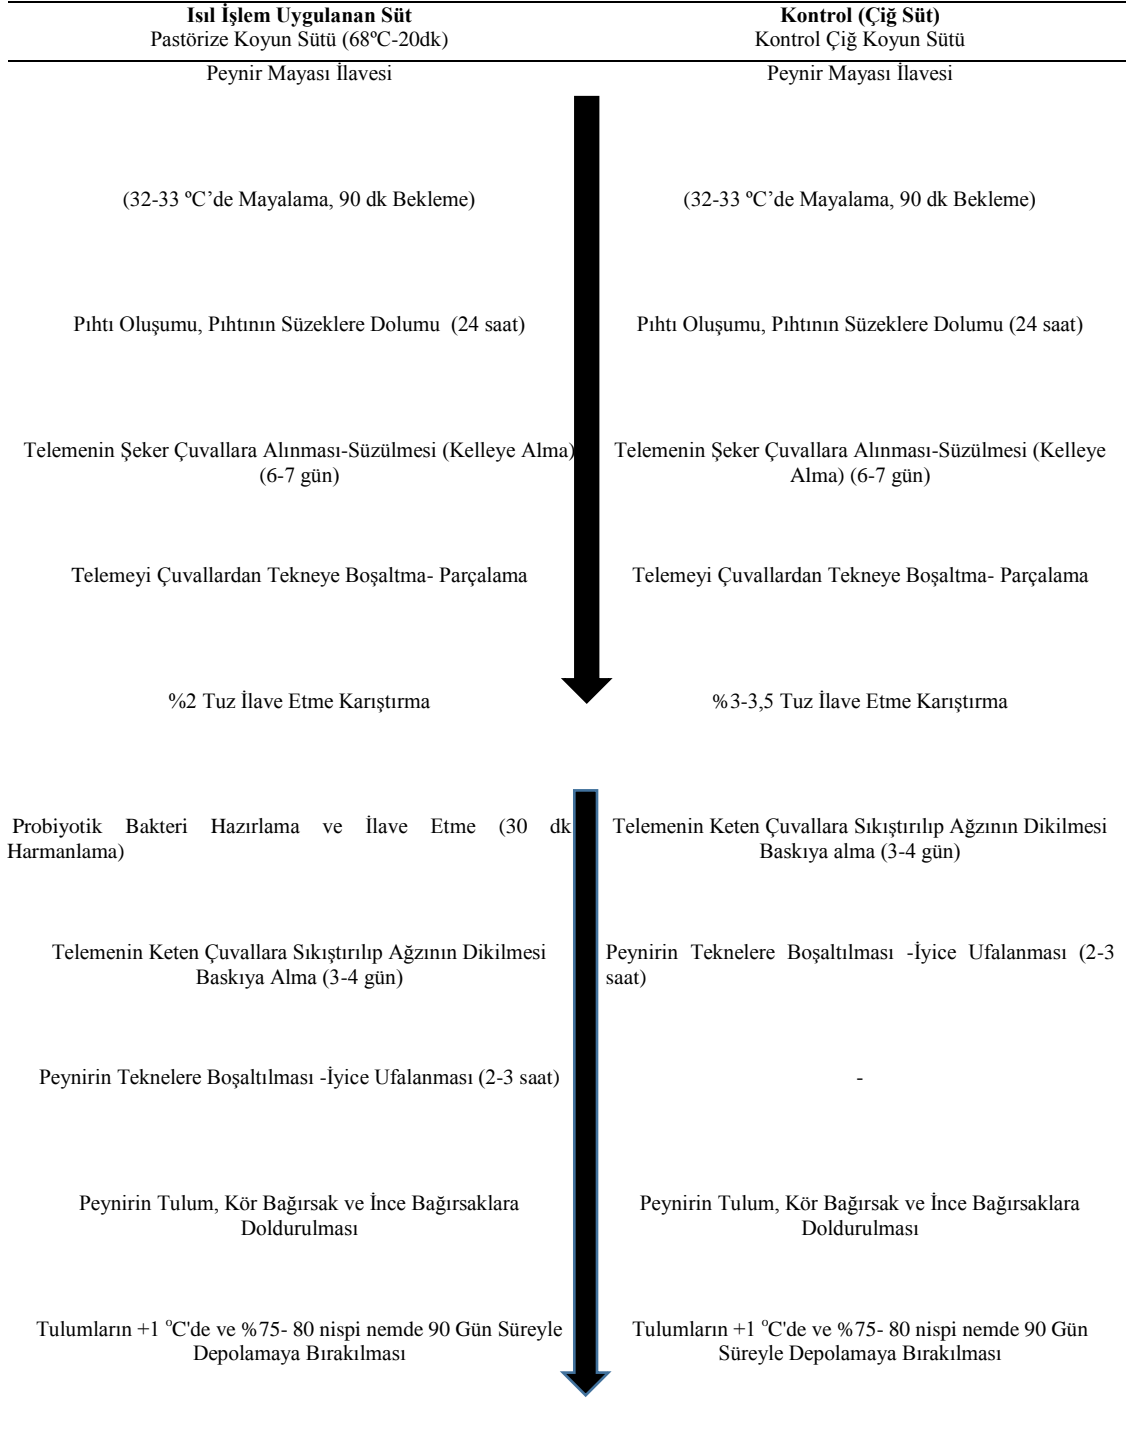 Isıl İşlem Uygulanan Süt
Pastörize Koyun Sütü (68ºC-20dk)
Kontrol (Çiğ Süt)
Kontrol Çiğ Koyun Sütü
Peynir Mayası İlavesi
Peynir Mayası İlavesi
(32-33 ºC’de Mayalama, 90 dk Bekleme)
(32-33 ºC’de Mayalama, 90 dk Bekleme)
Pıhtı Oluşumu, Pıhtının Süzeklere Dolumu (24 saat)
Pıhtı Oluşumu, Pıhtının Süzeklere Dolumu (24 saat)
Telemenin Şeker Çuvallara Alınması-Süzülmesi (Kelleye Alma)
(6-7 gün)
Telemenin Şeker Çuvallara Alınması-Süzülmesi (Kelleye
Alma) (6-7 gün)
Telemeyi Çuvallardan Tekneye Boşaltma- Parçalama
Telemeyi Çuvallardan Tekneye Boşaltma- Parçalama
%2 Tuz İlave Etme Karıştırma
%3-3,5 Tuz İlave Etme Karıştırma
Probiyotik Bakteri Hazırlama ve İlave Etme (30 dk
Harmanlama)
Telemenin Keten Çuvallara Sıkıştırılıp Ağzının Dikilmesi
Baskıya alma (3-4 gün)
Telemenin Keten Çuvallara Sıkıştırılıp Ağzının Dikilmesi
Baskıya Alma (3-4 gün)
Peynirin Teknelere Boşaltılması -İyice Ufalanması (2-3
saat)
Peynirin Teknelere Boşaltılması -İyice Ufalanması (2-3 saat)
-
Peynirin Tulum, Kör Bağırsak ve İnce Bağırsaklara
Doldurulması
Peynirin Tulum, Kör Bağırsak ve İnce Bağırsaklara
Doldurulması
Tulumların +1 ºC'de ve %75- 80 nispi nemde 90 Gün Süreyle
Depolamaya Bırakılması
Tulumların +1 ºC'de ve %75- 80 nispi nemde 90 Gün
Süreyle Depolamaya Bırakılması